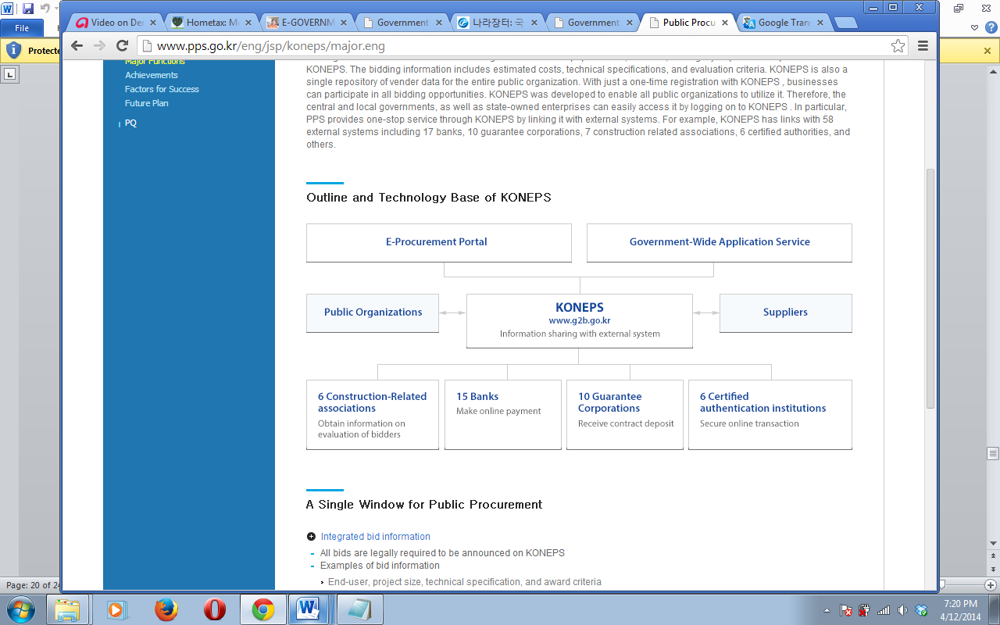 File
Protecte
Video on De
Hometax: M
E-GOVERNM
Government
나라장터: 국
Government
Public Procu
Google Tran
www.pps.go.kr/eng/jsp/koneps/major.eng
Major Functions
Achievements
Factors for Success
Future Plan
PQ
KONEPS. The bidding information includes estimated costs, technical specifications, and evaluation criteria. KONEPS is also a
single repository of vender data for the entire public organization. With just a one-time registration with KONEPS , businesses
can participate in all bidding opportunities. KONEPS was developed to enable all public organizations to utilize it. Therefore, the
central and local governments, as well as state-owned enterprises can easily access it by logging on to KONEPS . In particular,
PPS provides one-stop service through KONEPS by linking it with external systems. For example, KONEPS has links with 58
external systems including 17 banks, 10 guarantee corporations, 7 construction related associations, 6 certified authorities, and
others.
Outline and Technology Base of KONEPS
E-Procurement Portal
Government-Wide Application Service
Public Organizations
KONEPS
www.g2b.go.kr
Information sharing with external system
Suppliers
6 Construction-Related
associations
Obtain information on
evaluation of bidders
15 Banks
Make online payment
10 Guarantee
Corporations
Receive contract deposit
6 Certified
authentication institutions
Secure online transaction
A Single Window for Public Procurement
Integrated bid information
- All bids are legally required to be announced on KONEPS
- Examples of bid information
End-user, project size, technical specification, and award criteria
Page: 20 of 24
7:20 PM
4/12/2014